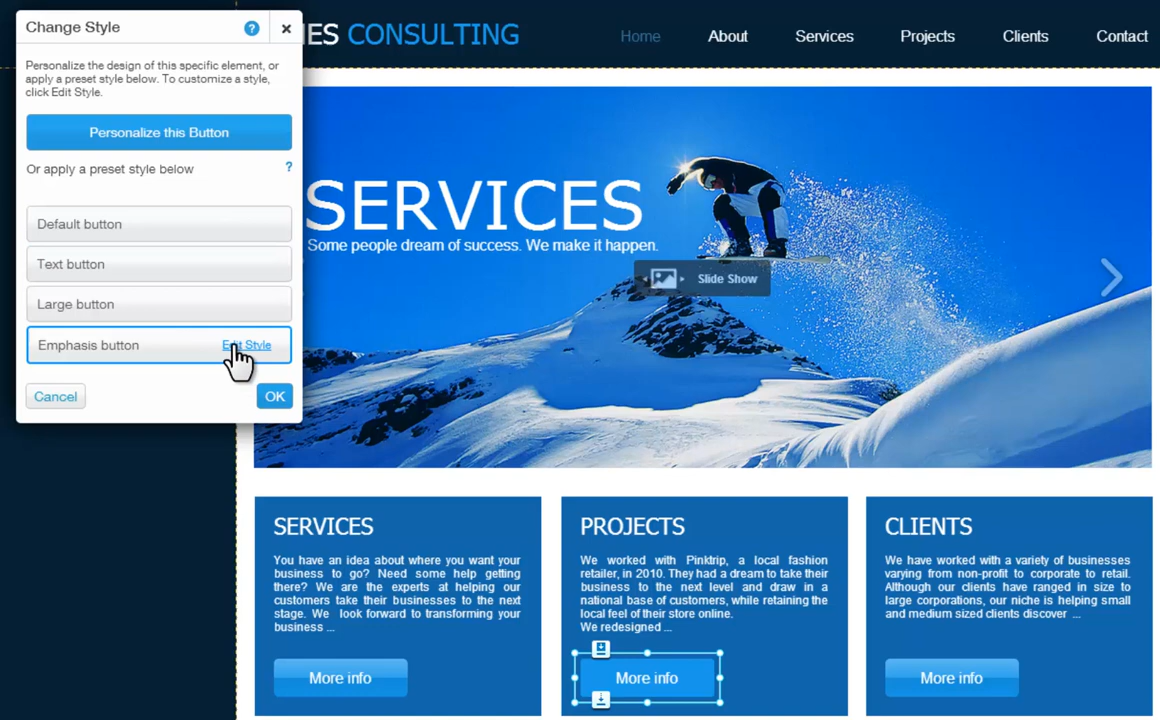 Change Style
?
Personalize the design of this specific element, or
apply a preset style below. To customize a style,
click Edit Style.
Personalize this Button
Or apply a preset style below
?
Default button
Text button
Large button
Emphasis button
Edit Style
Cancel
OK
CONSULTING
Home
About
Services
Projects
Clients
Contact
SERVICES
Some people dream of success. We make it happen.
Slide Show
SERVICES
You have an idea about where you want your
business to go? Need some help getting
there? We are the experts at helping our
customers take their businesses to the next
stage. We look forward to transforming your
business ...
More info
PROJECTS
We worked with Pinktrip, a local fashion
retailer, in 2010. They had a dream to take their
business to the next level and draw in a
national base of customers, while retaining the
local feel of their store online.
We redesigned ...
More info
CLIENTS
We have worked with a variety of businesses
varying from non-profit to corporate to retail.
Although our clients have ranged in size to
large corporations, our niche is helping small
and medium sized clients discover ...
More info